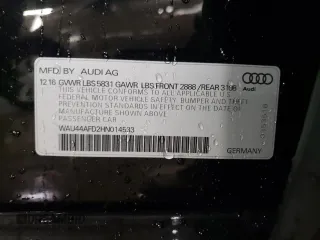 MFD BY AUDI AG
12.16 GVWR LBS 5831 GAWR LBS FRONT 2888 /REAR 3108
THIS VEHICLE CONFORMS TO ALL APPLICABLE
FEDERAL MOTOR VEHICLE SAFETY, BUMPER AND THEFT
PREVENTION STANDARDS IN EFFECT ON THE DATE OF
MANUFACTURE SHOWN ABOVE
PASSENGER CAR
WAU44AFD2HN014533
GERMANY